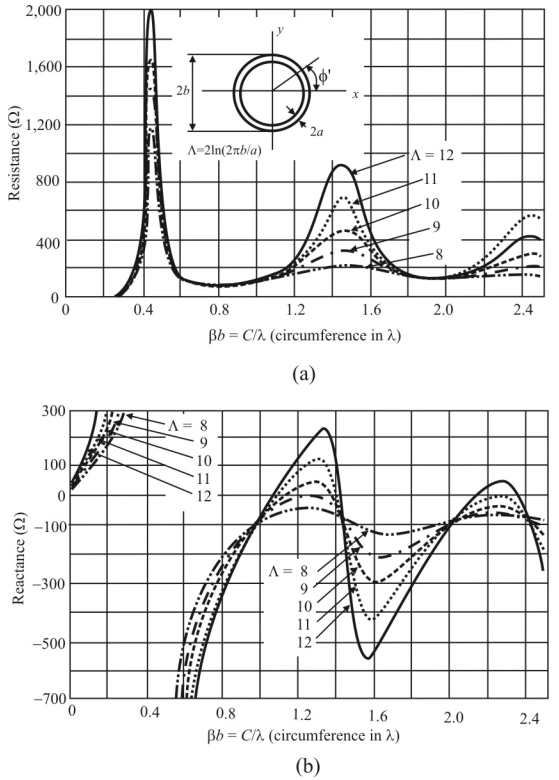 2,000
1,600
1,200
800
400
0
Resistance (Ω)
y
x
ϕ'
2b
2a
Λ=2ln(2πb/a)
Λ = 12
11
10
9
8
0 0.4 0.8 1.2 1.6 2.0 2.4
βb = C/λ (circumference in λ)
(a)
300
100
0
−100
−300
−500
−700
Reactance (Ω)
Λ = 8
9
10
11
12
Λ = 8
9
10
11
12
0 0.4 0.8 1.2 1.6 2.0 2.4
βb = C/λ (circumference in λ)
(b)